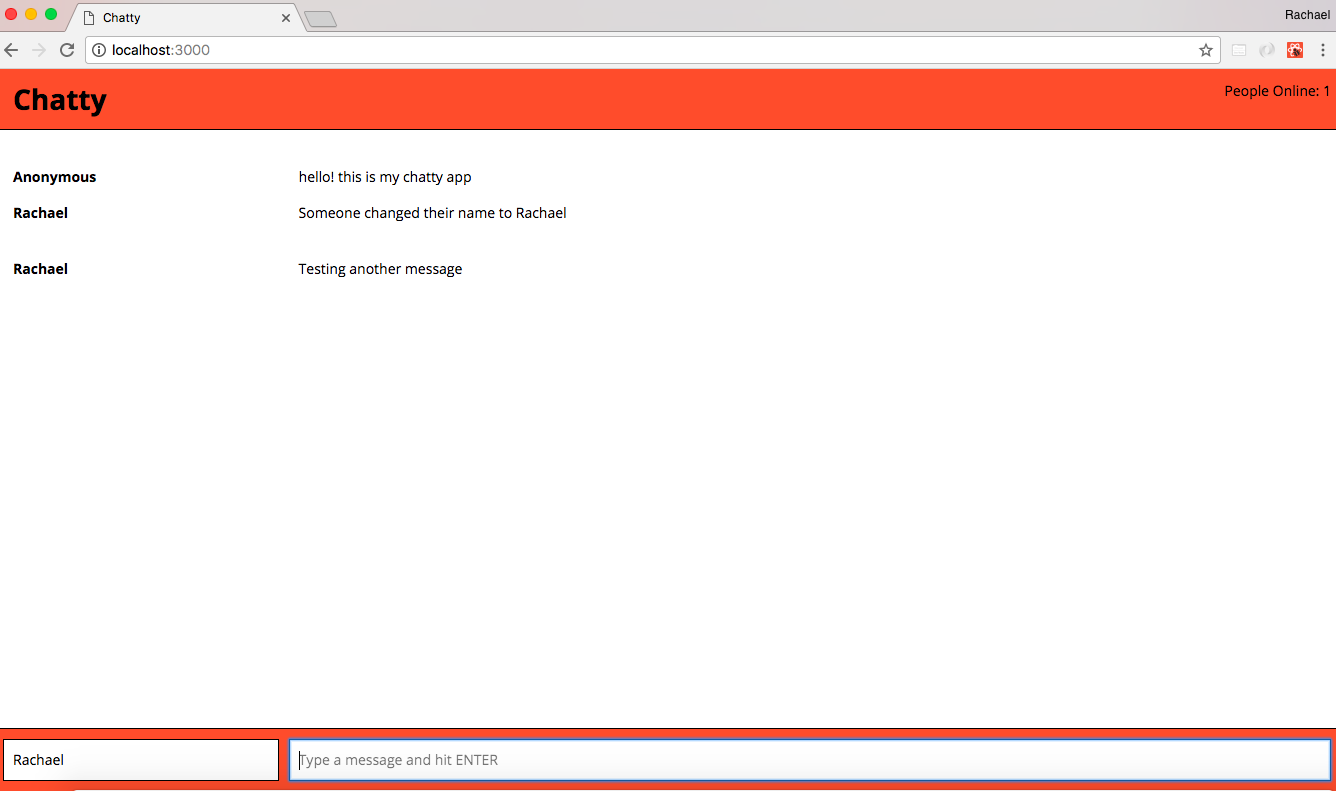 Chatty
Rachael
localhost:3000
Chatty
People Online: 1
Anonymous hello! this is my chatty app
Rachael Someone changed their name to Rachael
Rachael Testing another message
Rachael Type a message and hit ENTER